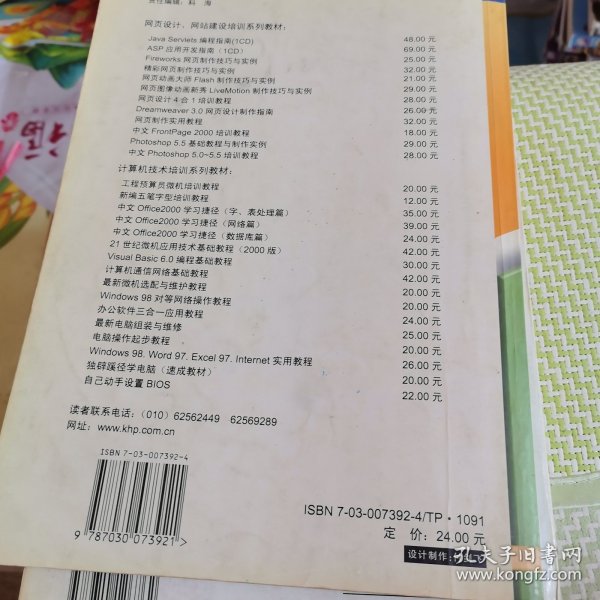 网页设计、网站建设培训系列教材：
Java Servlets 编程指南(1CD) 48.00 元
ASP 应用开发指南 (1CD) 69.00 元
Fireworks 网页制作技巧与实例 25.00 元
精彩网页制作技巧与实例 32.00 元
网页动画大师 Flash 制作技巧与实例 21.00 元
网页图像动画新秀 LiveMotion 制作技巧与实例 29.00 元
网页设计 4 合 1 培训教程 28.00 元
Dreamweaver 3.0 网页设计制作指南 26.00 元
网页制作实用教程 32.00 元
中文 FrontPage 2000 培训教程 18.00 元
Photoshop 5.5 基础教程与制作实例 29.00 元
中文 Photoshop 5.0~5.5 培训教程 28.00 元
计算机技术培训系列教材：
工程预算员微机培训教程 20.00 元
新编五笔字型培训教程 12.00 元
中文 Office2000 学习捷径（字、表处理篇） 35.00 元
中文 Office2000 学习捷径（网络篇） 39.00 元
中文 Office2000 学习捷径（数据库篇） 24.00 元
21 世纪微机应用技术基础教程（2000 版） 42.00 元
Visual Basic 6.0 编程基础教程 30.00 元
计算机通信网络基础教程 42.00 元
最新微机选配与维护教程 20.00 元
Windows 98 对等网络操作教程 20.00 元
办公软件三合一应用教程 24.00 元
最新电脑组装与维修 25.00 元
电脑操作起步教程 20.00 元
Windows 98. Word 97. Excel 97. Internet 实用教程 26.00 元
独辟蹊径学电脑（速成教材） 20.00 元
自己动手设置 BIOS 22.00 元
读者联系电话：（010）62562449 62569289
网址：www.khp.com.cn
ISBN 7-03-007392-4
9 787030 073921 >
ISBN 7-03-007392-4/TP·1091
定 价：24.00 元
设计制作：
孔夫子旧书网
www.kongfz.com
福